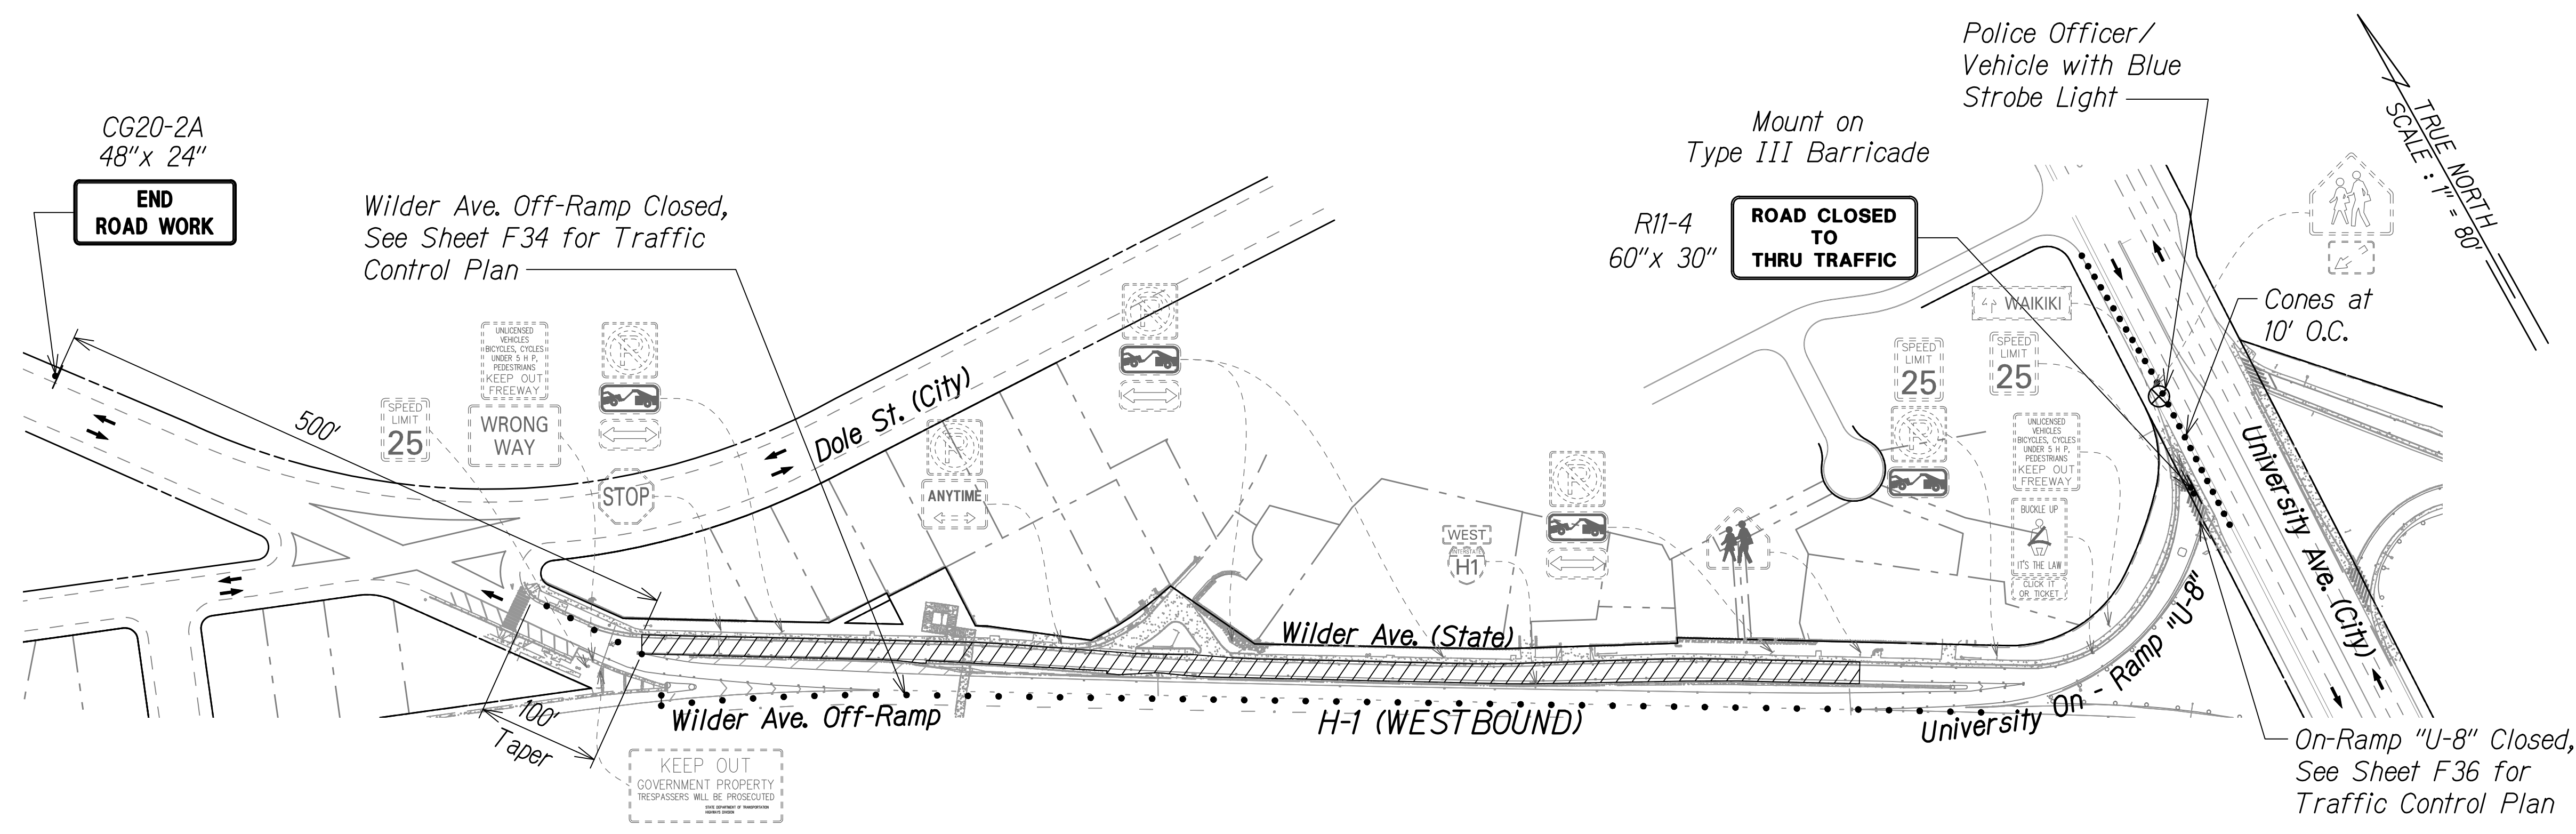 Police Officer/
Vehicle with Blue
Strobe Light
TRUE NORTH
SCALE : 1" = 80'
CG20-2A
48"x 24"
END
ROAD WORK
Mount on
Type III Barricade
R11-4
60"x 30"
ROAD CLOSED
TO
THRU TRAFFIC
Wilder Ave. Off-Ramp Closed,
See Sheet F34 for Traffic
Control Plan
Cones at
10' O.C.
WAIKIKI
SPEED
LIMIT
25
SPEED
LIMIT
25
UNLICENSED
VEHICLES
BICYCLES, CYCLES
UNDER 5 H P,
PEDESTRIANS
KEEP OUT
FREEWAY
WRONG
WAY
SPEED
LIMIT
25
500'
STOP
Dole St. (City)
ANYTIME
UNLICENSED
VEHICLES
BICYCLES, CYCLES
UNDER 5 H P,
PEDESTRIANS
KEEP OUT
FREEWAY
BUCKLE UP
IT'S THE LAW
CLICK IT
OR TICKET
WEST
INTERSTATE
H1
University Ave. (City)
Wilder Ave. (State)
University On - Ramp "U-8"
Wilder Ave. Off-Ramp
H-1 (WESTBOUND)
100'
Taper
KEEP OUT
GOVERNMENT PROPERTY
TRESPASSERS WILL BE PROSECUTED
STATE DEPARTMENT OF TRANSPORTATION
HIGHWAYS DIVISION
On-Ramp "U-8" Closed,
See Sheet F36 for
Traffic Control Plan